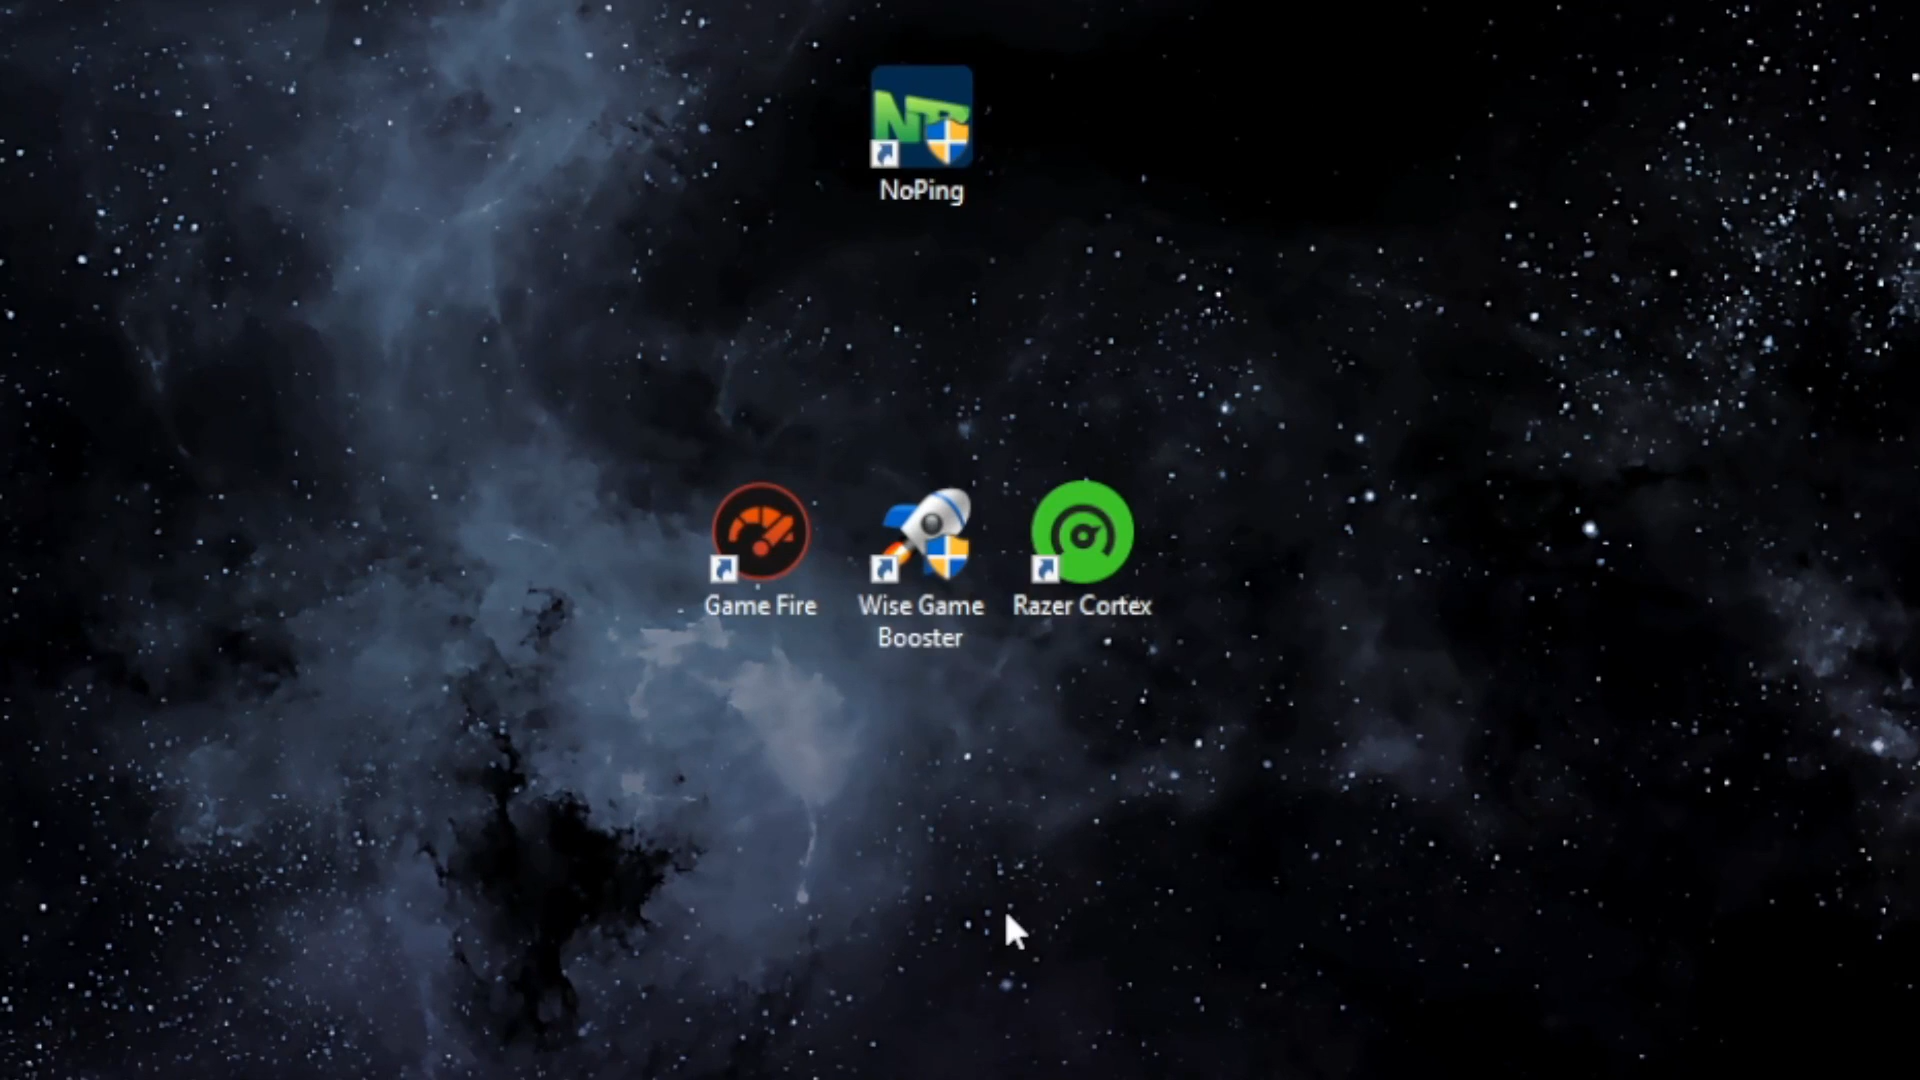 NoPing
Game Fire
Wise Game
Booster
Razer Cortex